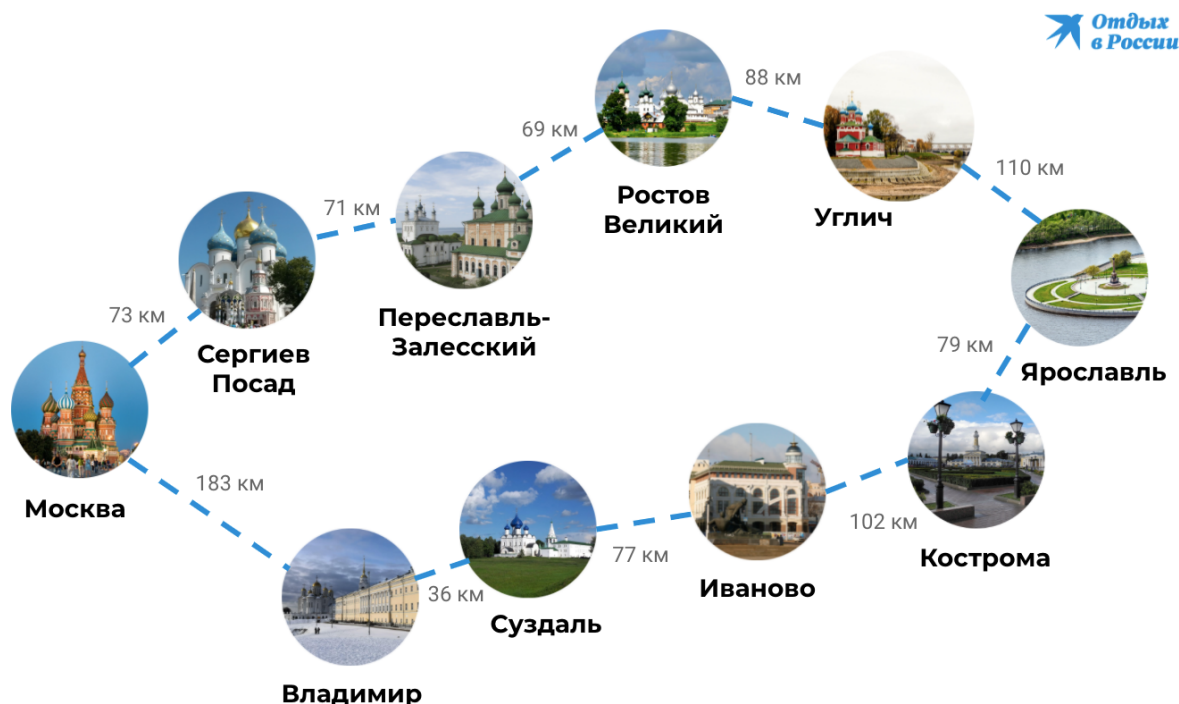 Отдых
в России
88 км
69 км
110 км
Ростов
Великий
Углич
71 км
Переславль-
Залесский
73 км
Сергиев
Посад
79 км
Ярославль
Москва
183 км
102 км
Кострома
77 км
Иваново
36 км
Суздаль
Владимир